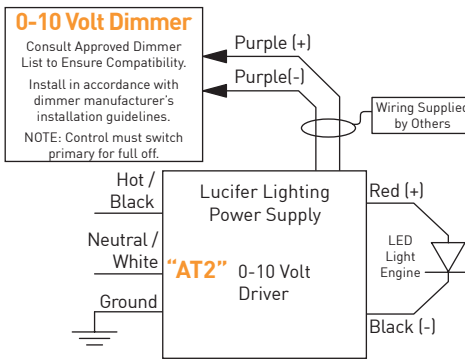 0-10 Volt Dimmer
Consult Approved Dimmer
List to Ensure Compatibility.
Install in accordance with
dimmer manufacturer's
installation guidelines.
NOTE: Control must switch
primary for full off.
Purple (+)
Purple(-)
Wiring Supplied
by Others
Hot /
Black
Neutral /
White
Ground
Lucifer Lighting
Power Supply
"AT2" 0-10 Volt
Driver
Red (+)
LED
Light
Engine
Black (-)